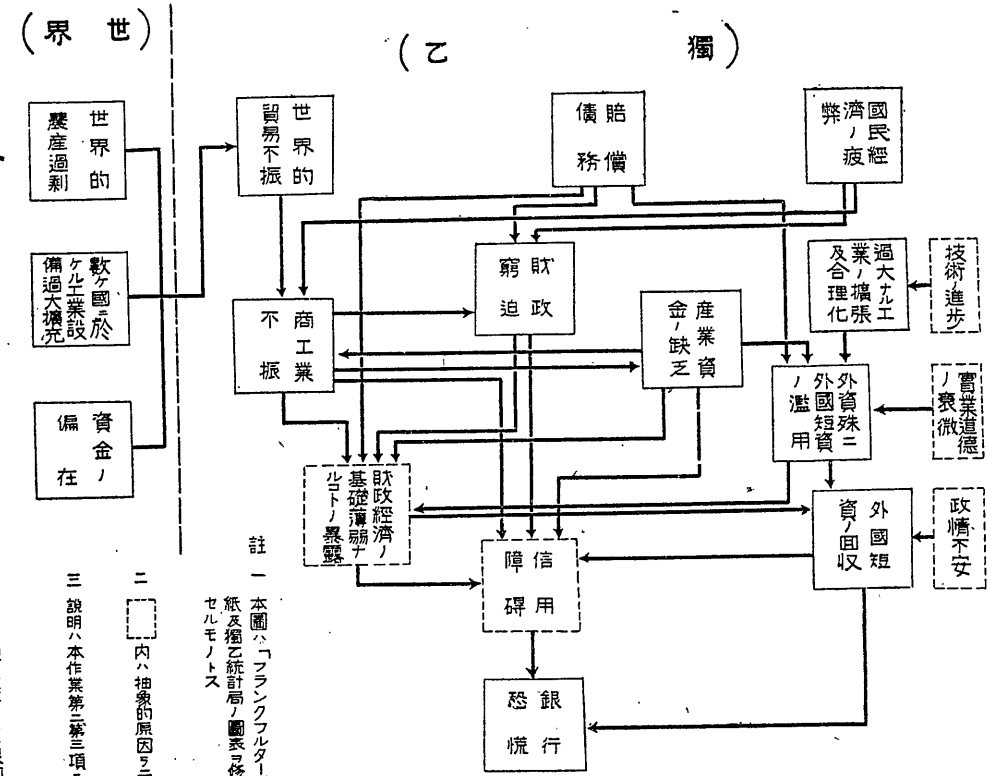 （獨乙）
（世界）
國民經
濟ノ疲
弊
賠償
債務
世界的
貿易不振
世界的
農産過剩
數ケ國ニ於
ケル工業設
備過大擴充
資金ノ
偏在
財政
窮迫
商工業
不振
産業資
金ノ缺乏
過大ナル工
業ノ擴張
及合理化
技術ノ進步
外資殊ニ
外國短資
ノ濫用
實業道德
ノ衰微
財政經濟ノ
基礎薄弱ナ
ルコトノ暴露
信用
障碍
外國短
資ノ回収
政情不安
銀行
恐慌
註
一 本圖ハ「フランクフルター
紙及獨乙統計局ノ圖表ヲ修
セルモノトス
二 内ハ抽象的原因ヲ
三 說明ハ本作業第二第三項